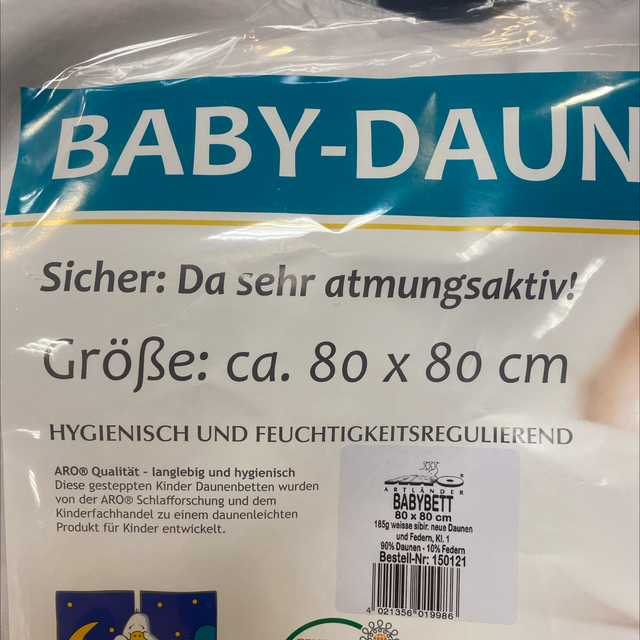 BABY-DAUN
Sicher: Da sehr atmungsaktiv!
Größe: ca. 80 x 80 cm
HYGIENISCH UND FEUCHTIGKEITSREGULIEREND
ARO® Qualität - langlebig und hygienisch
Diese gesteppten Kinder Daunenbetten wurden
von der ARO® Schlafforschung und dem
Kinderfachhandel zu einem daunenleichten
Produkt für Kinder entwickelt.
ARO
ARTLÄNDER
BABYBETT
80 x 80 cm
185g weisse sibir. neue Daunen
und Federn, Kl. 1
90% Daunen - 10% Federn
Bestell-Nr: 150121
4 021356 019986